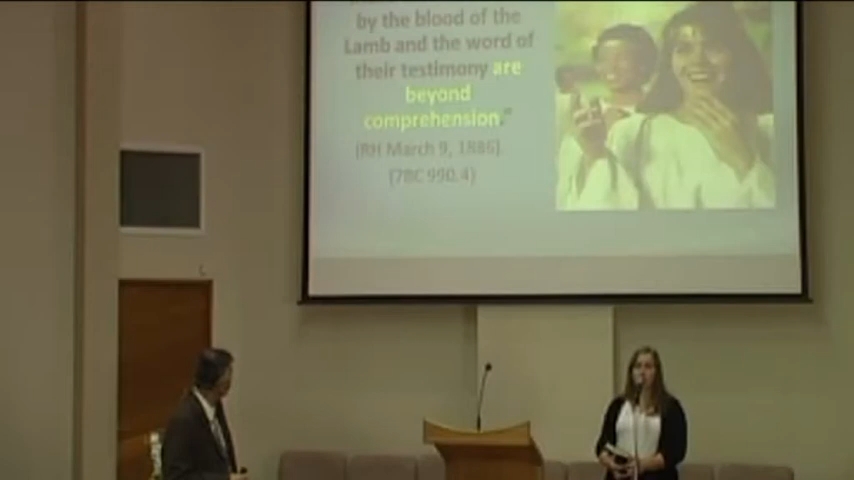 by the blood of the
Lamb and the word of
their testimony are
beyond
comprehension."
(RH March 9, 1886)
(7BC 990.4)